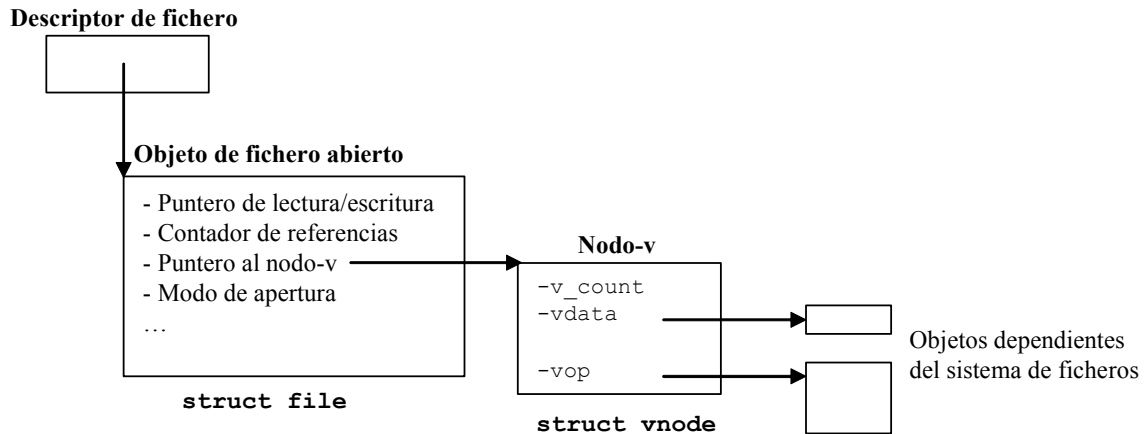 Descriptor de fichero
Objeto de fichero abierto
- Puntero de lectura/escritura
- Contador de referencias
- Puntero al nodo-v
- Modo de apertura
…
struct file
Nodo-v
-v_count
-vdata
-vop
struct vnode
Objetos dependientes
del sistema de ficheros